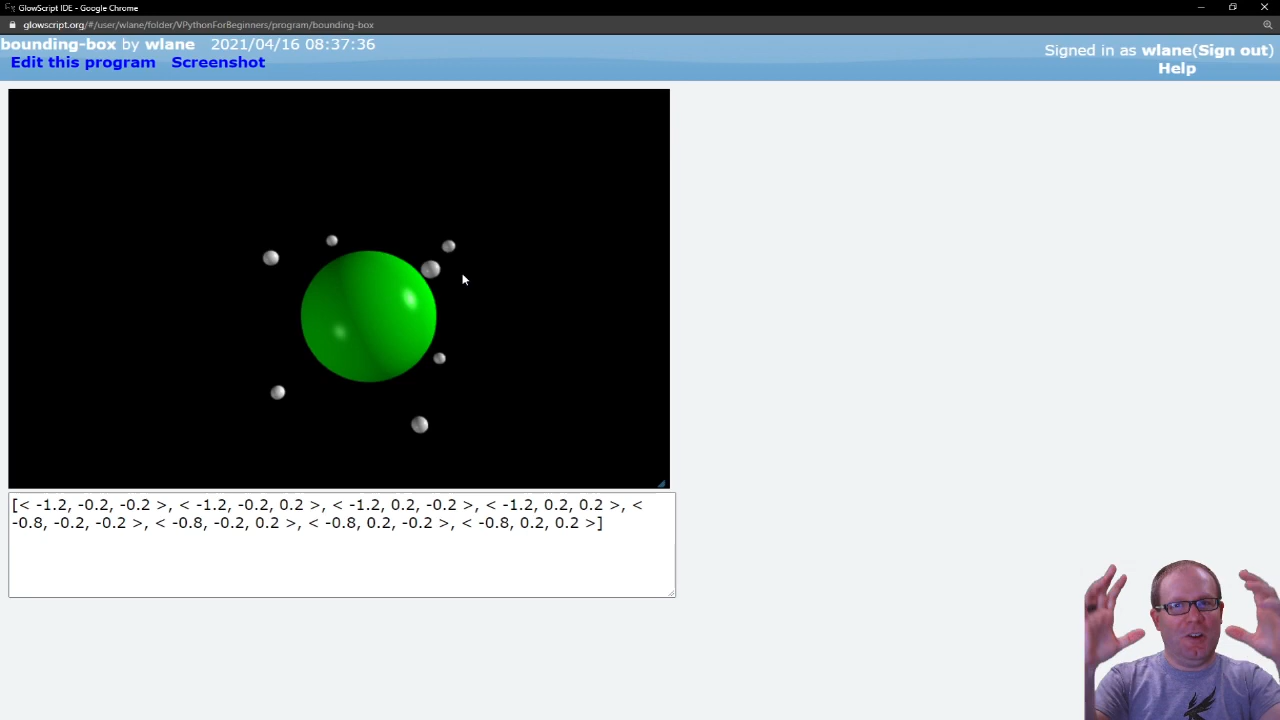 GlowScript IDE - Google Chrome
glowscript.org/#/user/wlane/folder/VPythonForBeginners/program/bounding-box
bounding-box by wlane 2021/04/16 08:37:36
Signed in as wlane(Sign out)
Edit this program Screenshot
Help
[< -1.2, -0.2, -0.2 >, < -1.2, -0.2, 0.2 >, < -1.2, 0.2, -0.2 >, < -1.2, 0.2, 0.2 >, <
-0.8, -0.2, -0.2 >, < -0.8, -0.2, 0.2 >, < -0.8, 0.2, -0.2 >, < -0.8, 0.2, 0.2 >]